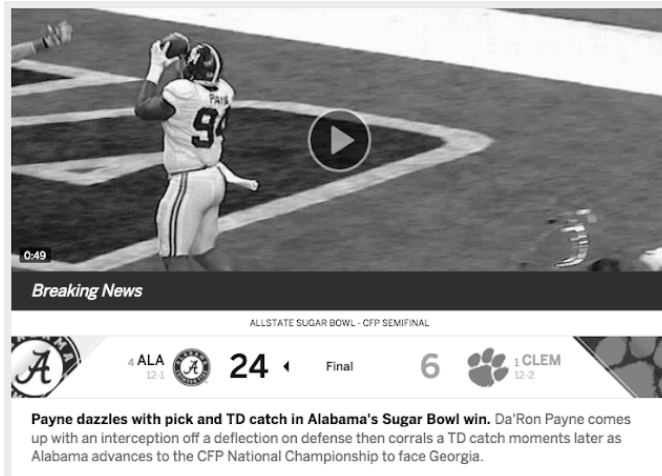 PAYNE
94
0:49
Breaking News
ALLSTATE SUGAR BOWL - CFP SEMIFINAL
ALABAMA
A
4 ALA
12-1
ALABAMA
A
24
Final
6
1 CLEM
12-2
Payne dazzles with pick and TD catch in Alabama's Sugar Bowl win. Da'Ron Payne comes
up with an interception off a deflection on defense then corrals a TD catch moments later as
Alabama advances to the CFP National Championship to face Georgia.